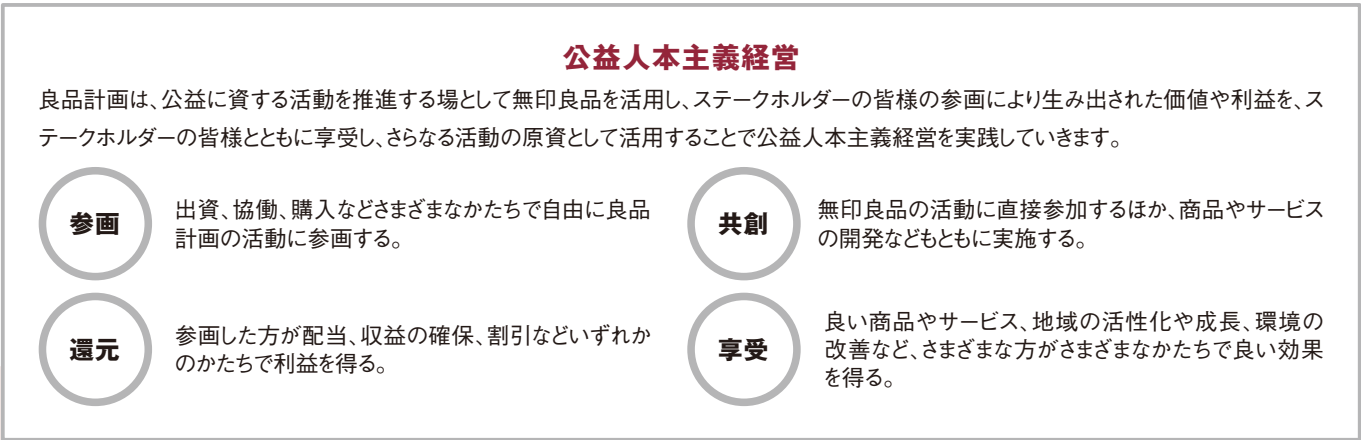 公益人本主義経営
良品計画は、公益に資する活動を推進する場として無印良品を活用し、ステークホルダーの皆様の参画により生み出された価値や利益を、ス
テークホルダーの皆様とともに享受し、さらなる活動の原資として活用することで公益人本主義経営を実践していきます。
参画
出資、協働、購入などさまざまなかたちで自由に良品
計画の活動に参画する。
共創
無印良品の活動に直接参加するほか、商品やサービス
の開発などもともに実施する。
還元
参画した方が配当、収益の確保、割引などいずれか
のかたちで利益を得る。
享受
良い商品やサービス、地域の活性化や成長、環境の
改善など、さまざまな方がさまざまなかたちで良い効果
を得る。